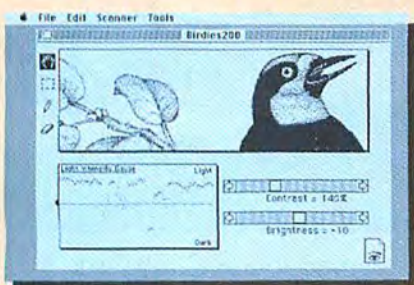 File Edit Scanner Tools
Birdies200
Light Intensity Gauge
Light
Dark
Contrast = 140%
Brightness = -10